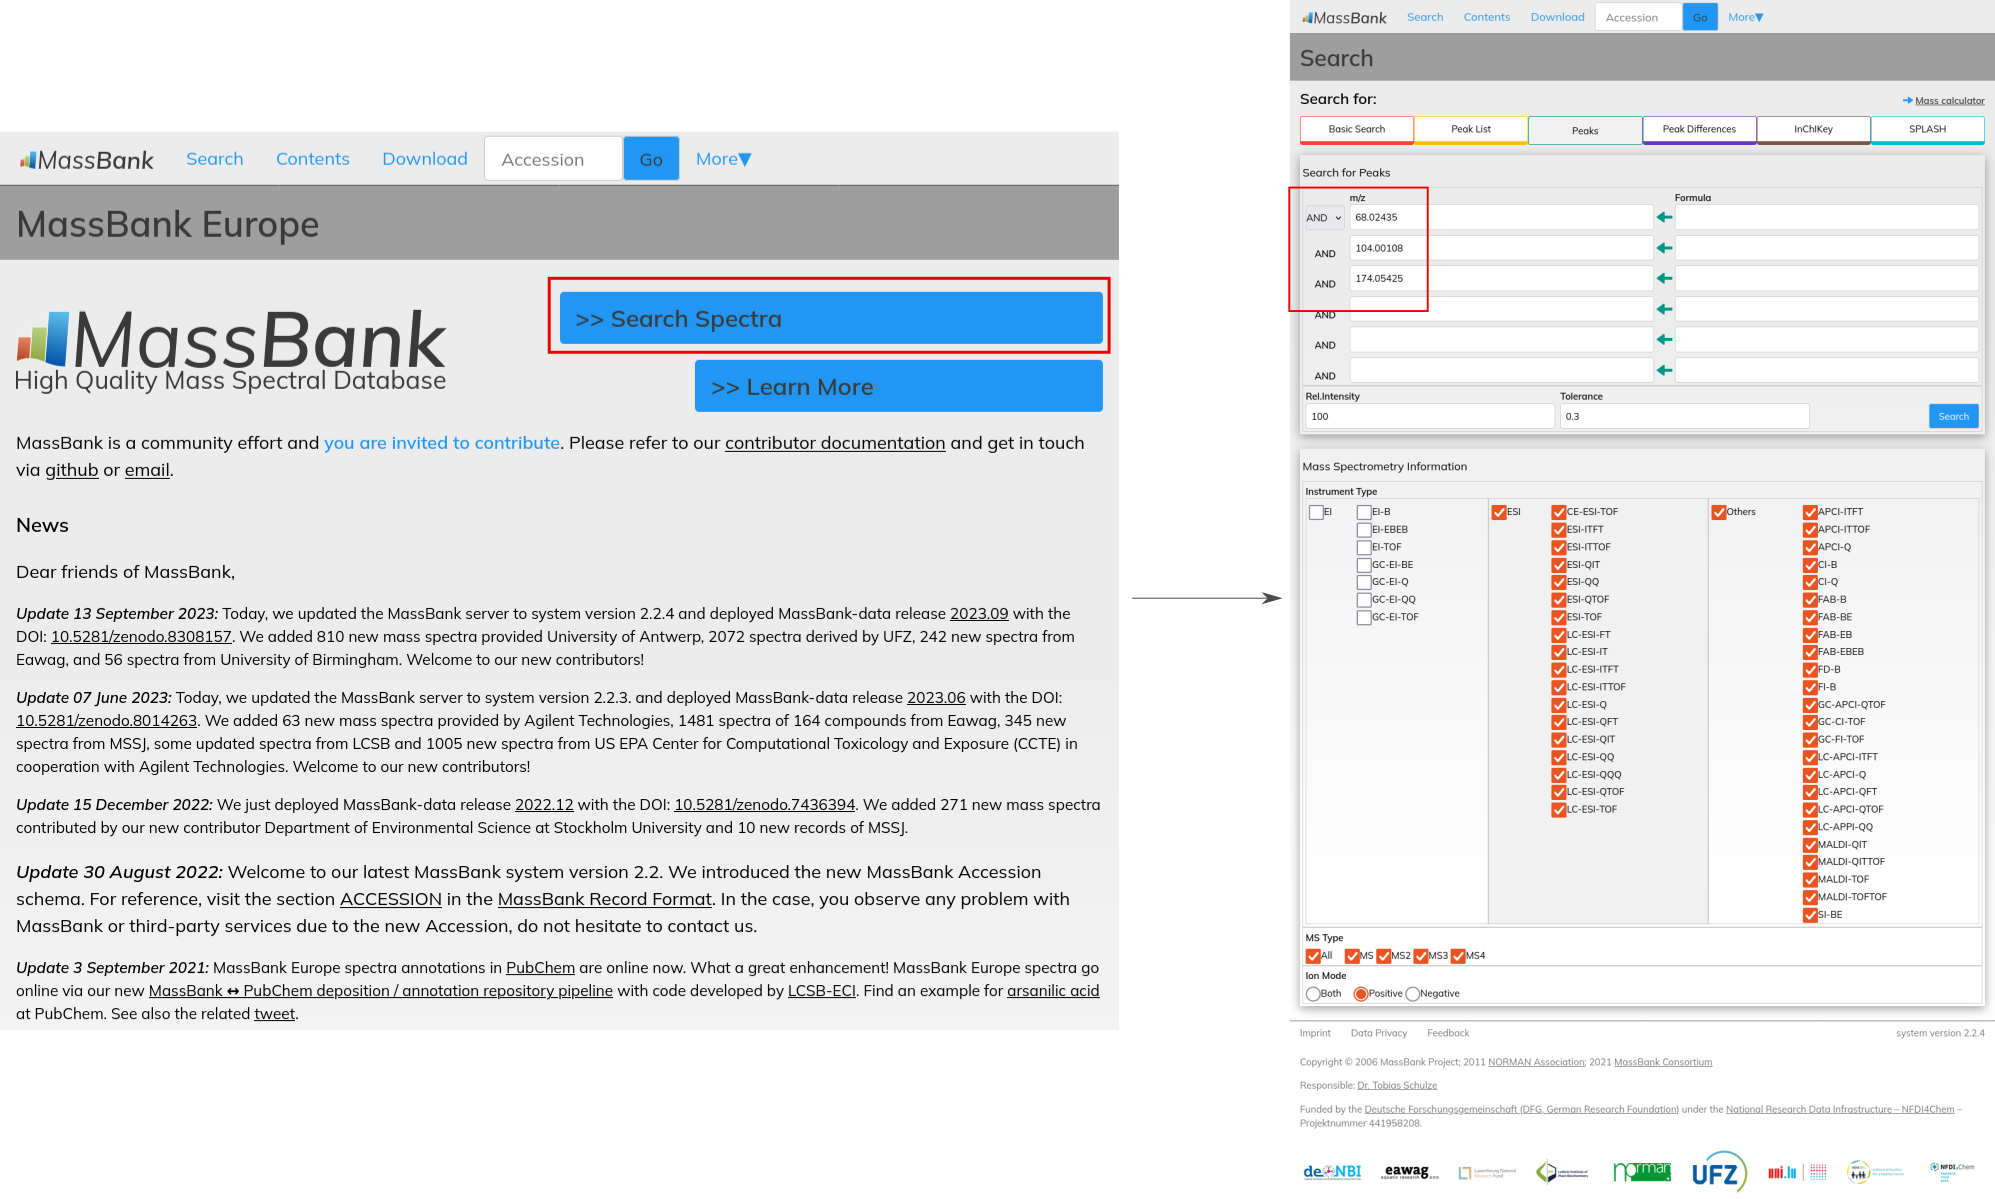 MassBank Search Contents Download Accession Go More▼
MassBank Europe
MassBank
High Quality Mass Spectral Database
>> Search Spectra
>> Learn More
MassBank is a community effort and you are invited to contribute. Please refer to our contributor documentation and get in touch
via github or email.
News
Dear friends of MassBank,
Update 13 September 2023: Today, we updated the MassBank server to system version 2.2.4 and deployed MassBank-data release 2023.09 with the
DOI: 10.5281/zenodo.8308157. We added 810 new mass spectra provided University of Antwerp, 2072 spectra derived by UFZ, 242 new spectra from
Eawag, and 56 spectra from University of Birmingham. Welcome to our new contributors!
Update 07 June 2023: Today, we updated the MassBank server to system version 2.2.3. and deployed MassBank-data release 2023.06 with the DOI:
10.5281/zenodo.8014263. We added 63 new mass spectra provided by Agilent Technologies, 1481 spectra of 164 compounds from Eawag, 345 new
spectra from MSSJ, some updated spectra from LCSB and 1005 new spectra from US EPA Center for Computational Toxicology and Exposure (CCTE) in
cooperation with Agilent Technologies. Welcome to our new contributors!
Update 15 December 2022: We just deployed MassBank-data release 2022.12 with the DOI: 10.5281/zenodo.7436394. We added 271 new mass spectra
contributed by our new contributor Department of Environmental Science at Stockholm University and 10 new records of MSSJ.
Update 30 August 2022: Welcome to our latest MassBank system version 2.2. We introduced the new MassBank Accession
schema. For reference, visit the section ACCESSION in the MassBank Record Format. In the case, you observe any problem with
MassBank or third-party services due to the new Accession, do not hesitate to contact us.
Update 3 September 2021: MassBank Europe spectra annotations in PubChem are online now. What a great enhancement! MassBank Europe spectra go
online via our new MassBank ↔ PubChem deposition / annotation repository pipeline with code developed by LCSB-ECI. Find an example for arsanilic acid
at PubChem. See also the related tweet.
MassBank Search Contents Download Accession Go More▼
Search
Search for:
Mass calculator
Basic Search Peak List Peaks Peak Differences InChIKey SPLASH
Search for Peaks
m/z Formula
AND 68.02435
AND 104.00108
AND 174.05425
AND
AND
AND
Rel.Intensity Tolerance
100 0.3 Search
Mass Spectrometry Information
Instrument Type
EI
EI-B
EI-EBEB
EI-TOF
GC-EI-BE
GC-EI-Q
GC-EI-QQ
GC-EI-TOF
ESI
CE-ESI-TOF
ESI-ITFT
ESI-ITTOF
ESI-QIT
ESI-QQ
ESI-QTOF
ESI-TOF
LC-ESI-FT
LC-ESI-IT
LC-ESI-ITFT
LC-ESI-ITTOF
LC-ESI-Q
LC-ESI-QFT
LC-ESI-QIT
LC-ESI-QQ
LC-ESI-QQQ
LC-ESI-QTOF
LC-ESI-TOF
Others
APCI-ITFT
APCI-ITTOF
APCI-Q
CI-B
CI-Q
FAB-B
FAB-BE
FAB-EB
FAB-EBEB
FD-B
FI-B
GC-APCI-QTOF
GC-CI-TOF
GC-FI-TOF
LC-APCI-ITFT
LC-APCI-Q
LC-APCI-QFT
LC-APCI-QTOF
LC-APPI-QQ
MALDI-QIT
MALDI-QITTOF
MALDI-TOF
MALDI-TOFTOF
SI-BE
MS Type
All MS MS2 MS3 MS4
Ion Mode
Both Positive Negative
Imprint Data Privacy Feedback system version 2.2.4
Copyright © 2006 MassBank Project; 2011 NORMAN Association; 2021 MassBank Consortium
Responsible: Dr. Tobias Schulze
Funded by the Deutsche Forschungsgemeinschaft (DFG, German Research Foundation) under the National Research Data Infrastructure – NFDI4Chem –
Projektnummer 441958208.
de.NBI eawag norman UFZ uni.lu NFDI4Chem
aquatic research